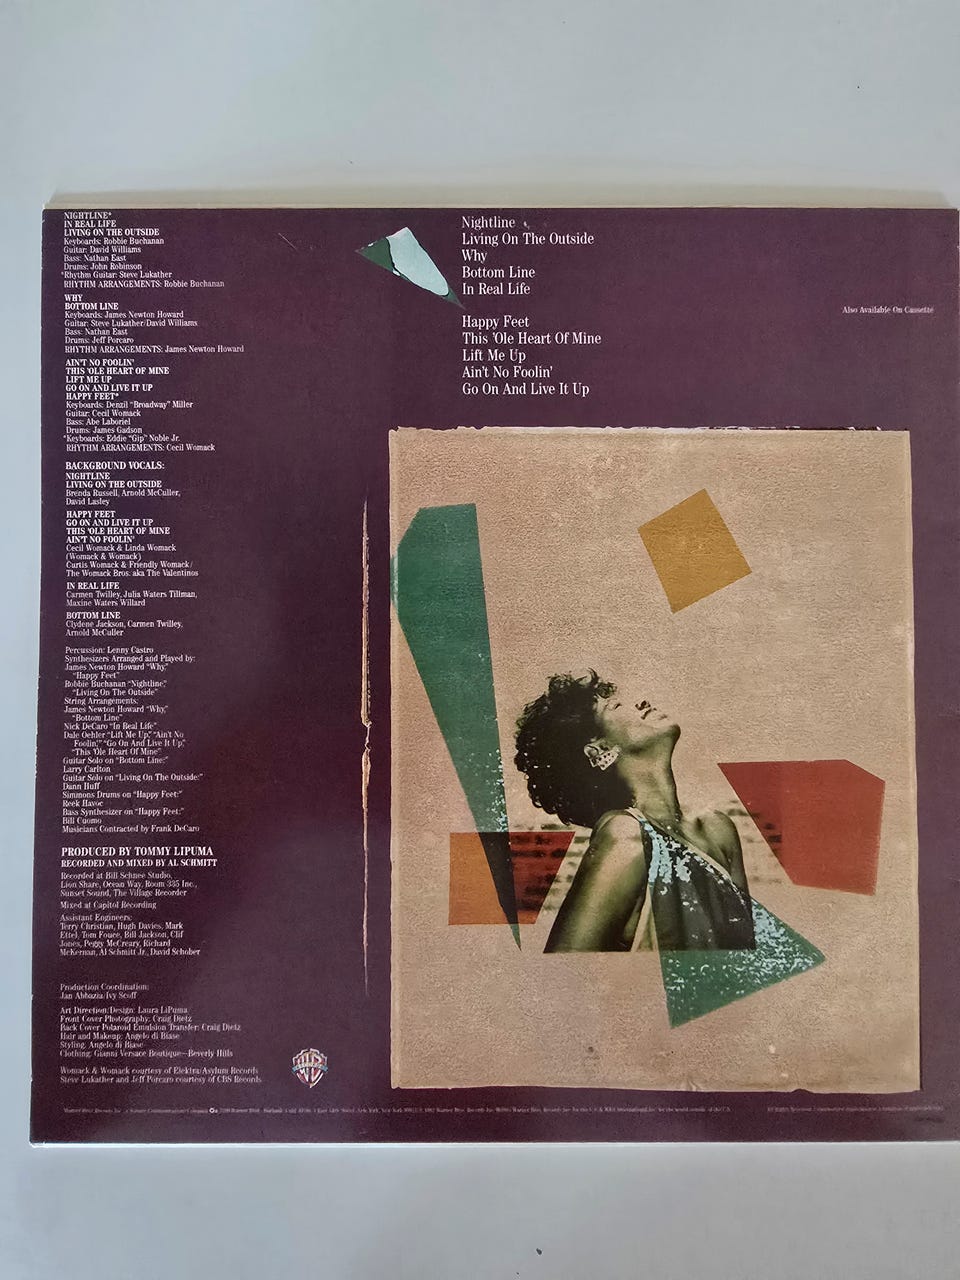 NIGHTLINE*
IN REAL LIFE
LIVING ON THE OUTSIDE
Keyboards: Robbie Buchanan
Guitar: David Williams
Bass: Nathan East
Drums: John Robinson
*Rhythm Guitar: Steve Lukather
RHYTHM ARRANGEMENTS: Robbie Buchanan
WHY
BOTTOM LINE
Keyboards: James Newton Howard
Guitar: Steve Lukather/David Williams
Bass: Nathan East
Drums: Jeff Porcaro
RHYTHM ARRANGEMENTS: James Newton Howard
AIN'T NO FOOLIN'
THIS 'OLE HEART OF MINE
LIFT ME UP
GO ON AND LIVE IT UP
HAPPY FEET*
Keyboards: Denzil "Broadway" Miller
Guitar: Cecil Womack
Bass: Abe Laboriel
Drums: James Gadson
*Keyboards: Eddie "Gip" Noble Jr.
RHYTHM ARRANGEMENTS: Cecil Womack
BACKGROUND VOCALS:
NIGHTLINE
LIVING ON THE OUTSIDE
Brenda Russell, Arnold McCuller,
David Lasley
HAPPY FEET
GO ON AND LIVE IT UP
THIS 'OLE HEART OF MINE
AIN'T NO FOOLIN'
Cecil Womack & Linda Womack
(Womack & Womack)
Curtis Womack & Friendly Womack/
The Womack Bros. aka The Valentinos
IN REAL LIFE
Carmen Twilley, Julia Waters Tillman,
Maxine Waters Willard
BOTTOM LINE
Clydene Jackson, Carmen Twilley,
Arnold McCuller
Percussion: Lenny Castro
Synthesizers Arranged and Played by:
James Newton Howard "Why,"
"Happy Feet"
Robbie Buchanan "Nightline,"
"Living On The Outside"
String Arrangements:
James Newton Howard "Why,"
"Bottom Line"
Nick DeCaro "In Real Life"
Dale Oehler "Lift Me Up," "Ain't No
Foolin'," "Go On And Live It Up,"
"This 'Ole Heart Of Mine"
Guitar Solo on "Bottom Line:"
Larry Carlton
Guitar Solo on "Living On The Outside:"
Dann Huff
Simmons Drums on "Happy Feet:"
Reek Havoc
Bass Synthesizer on "Happy Feet:"
Bill Cuomo
Musicians Contracted by Frank DeCaro
PRODUCED BY TOMMY LIPUMA
RECORDED AND MIXED BY AL SCHMITT
Recorded at Bill Schnee Studio,
Lion Share, Ocean Way, Room 335 Inc.,
Sunset Sound, The Village Recorder
Mixed at Capitol Recording
Assistant Engineers:
Terry Christian, Hugh Davies, Mark
Ettel, Tom Fouce, Bill Jackson, Clif
Jones, Peggy McCreary, Richard
McKernan, Al Schmitt Jr., David Schober
Production Coordination:
Jan Abbazia/Ivy Scoff
Art Direction/Design: Laura LiPuma
Front Cover Photography: Craig Dietz
Back Cover Polaroid Emulsion Transfer: Craig Dietz
Hair and Makeup: Angelo di Biase
Styling: Angelo di Biase
Clothing: Gianni Versace Boutique—Beverly Hills
Womack & Womack courtesy of Elektra/Asylum Records
Steve Lukather and Jeff Porcaro courtesy of CBS Records
Nightline
Living On The Outside
Why
Bottom Line
In Real Life
Happy Feet
This 'Ole Heart Of Mine
Lift Me Up
Ain't No Foolin'
Go On And Live It Up
Also Available On Cassette